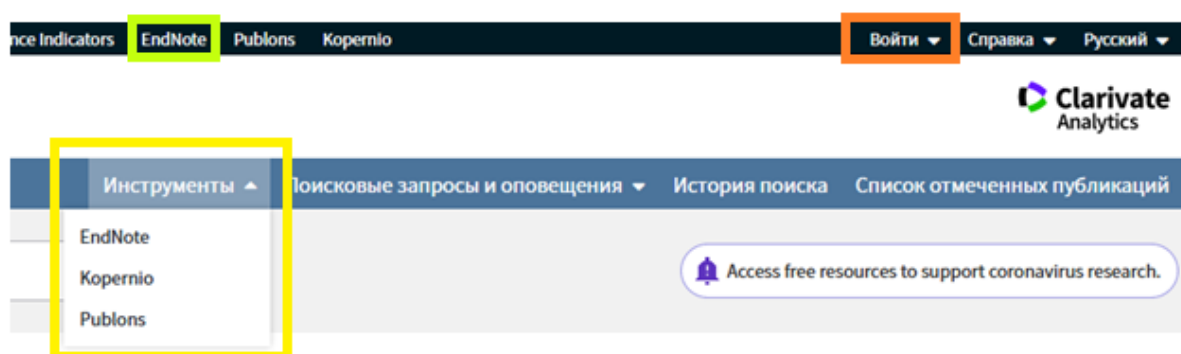 nce Indicators EndNote Publons Kopernio Войти Справка Русский
Clarivate
Analytics
Инструменты Поисковые запросы и оповещения История поиска Список отмеченных публикаций
EndNote
Kopernio
Publons
Access free resources to support coronavirus research.